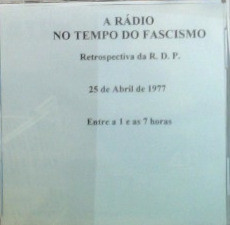 A RÁDIO
NO TEMPO DO FASCISMO
Retrospectiva da R. D. P.
25 de Abril de 1977
Entre a 1 e as 7 horas